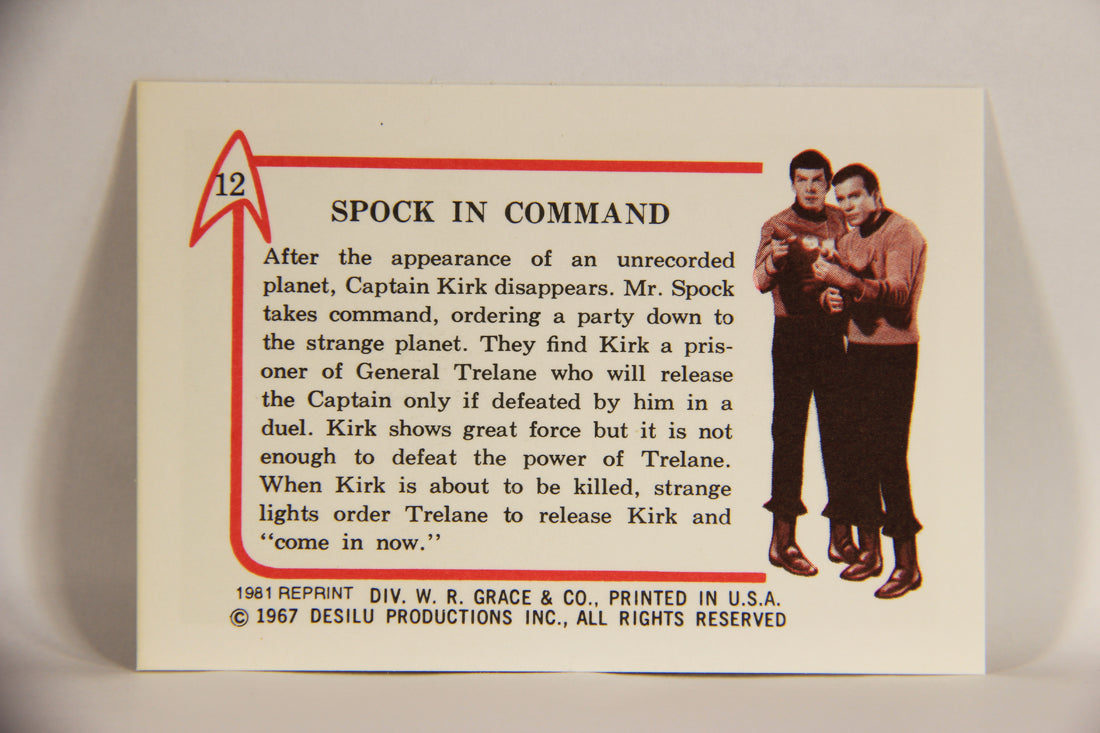 12
SPOCK IN COMMAND
After the appearance of an unrecorded
planet, Captain Kirk disappears. Mr. Spock
takes command, ordering a party down to
the strange planet. They find Kirk a pris-
oner of General Trelane who will release
the Captain only if defeated by him in a
duel. Kirk shows great force but it is not
enough to defeat the power of Trelane.
When Kirk is about to be killed, strange
lights order Trelane to release Kirk and
“come in now.”
1981 REPRINT DIV. W. R. GRACE & CO., PRINTED IN U.S.A.
© 1967 DESILU PRODUCTIONS INC., ALL RIGHTS RESERVED